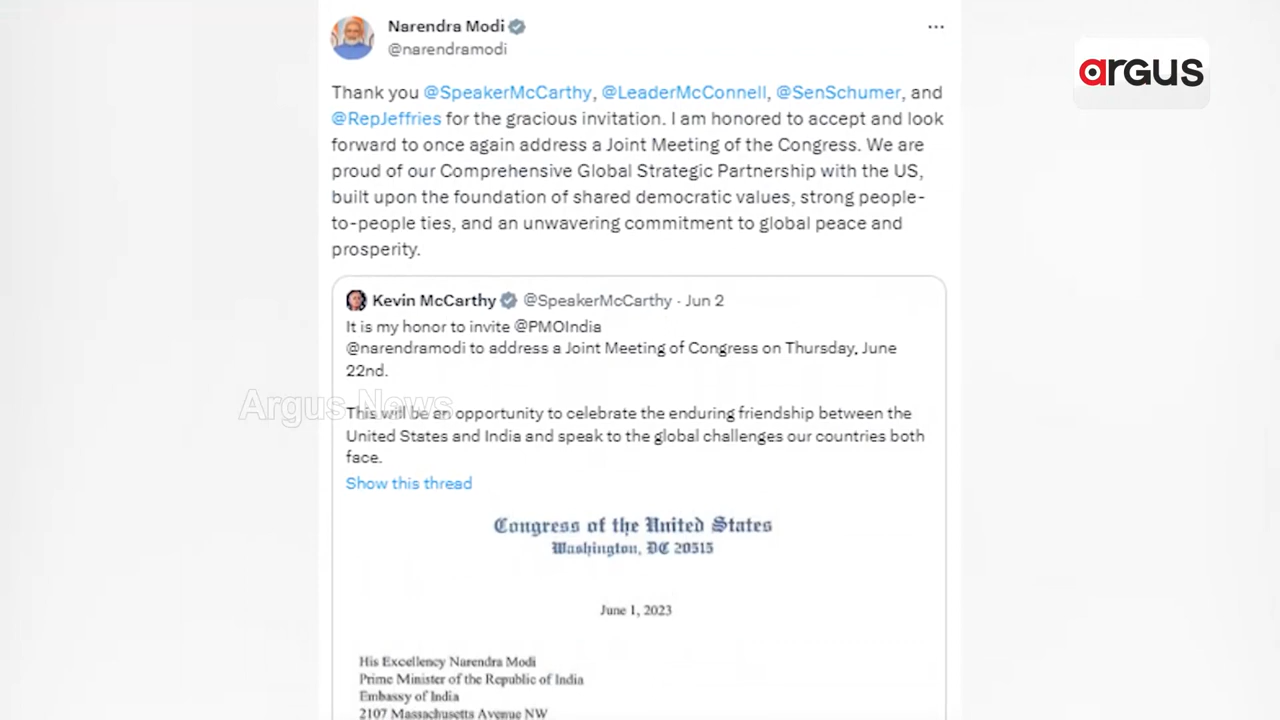 Narendra Modi
@narendramodi
argus
Thank you @SpeakerMcCarthy, @LeaderMcConnell, @SenSchumer, and
@RepJeffries for the gracious invitation. I am honored to accept and look
forward to once again address a Joint Meeting of the Congress. We are
proud of our Comprehensive Global Strategic Partnership with the US,
built upon the foundation of shared democratic values, strong people-
to-people ties, and an unwavering commitment to global peace and
prosperity.
Kevin McCarthy @SpeakerMcCarthy · Jun 2
It is my honor to invite @PMOIndia
@narendramodi to address a Joint Meeting of Congress on Thursday, June
22nd.
Argus News
This will be an opportunity to celebrate the enduring friendship between the
United States and India and speak to the global challenges our countries both
face.
Show this thread
Congress of the United States
Washington, DC 20515
June 1, 2023
His Excellency Narendra Modi
Prime Minister of the Republic of India
Embassy of India
2107 Massachusetts Avenue NW